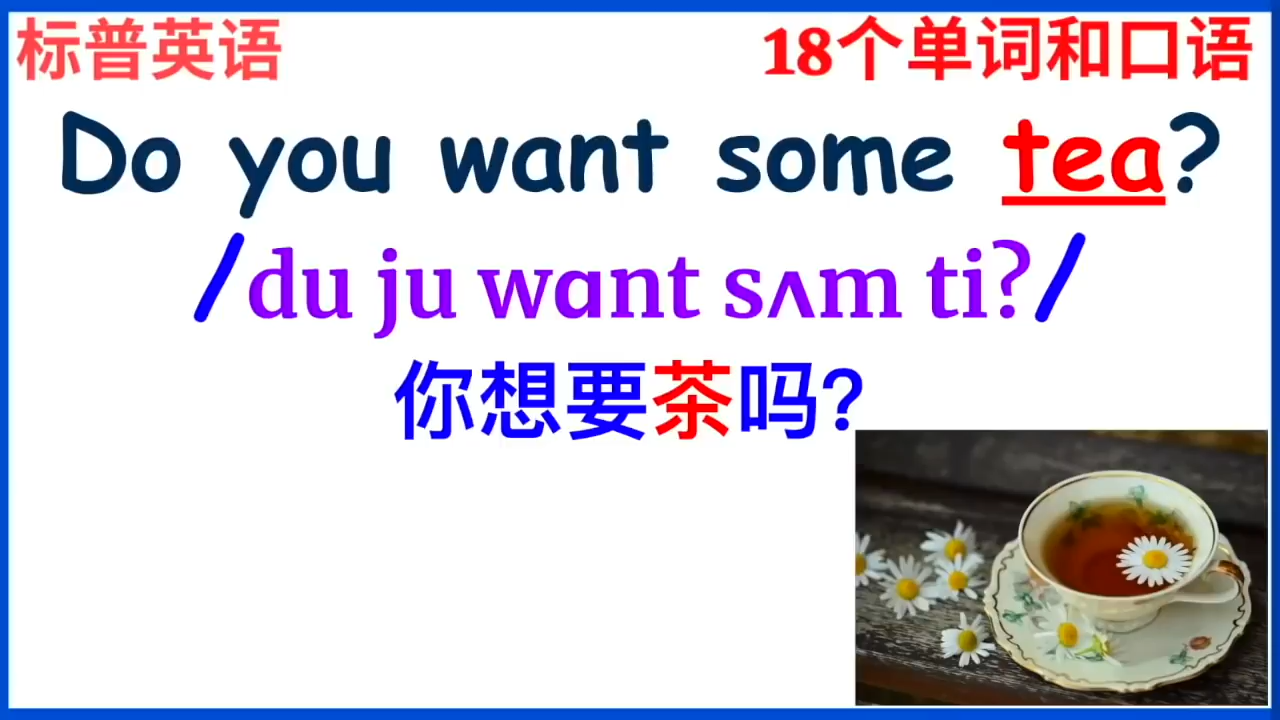 标普英语
18个单词和口语
Do you want some tea?
/du ju wɑnt sʌm ti?/
你想要茶吗?